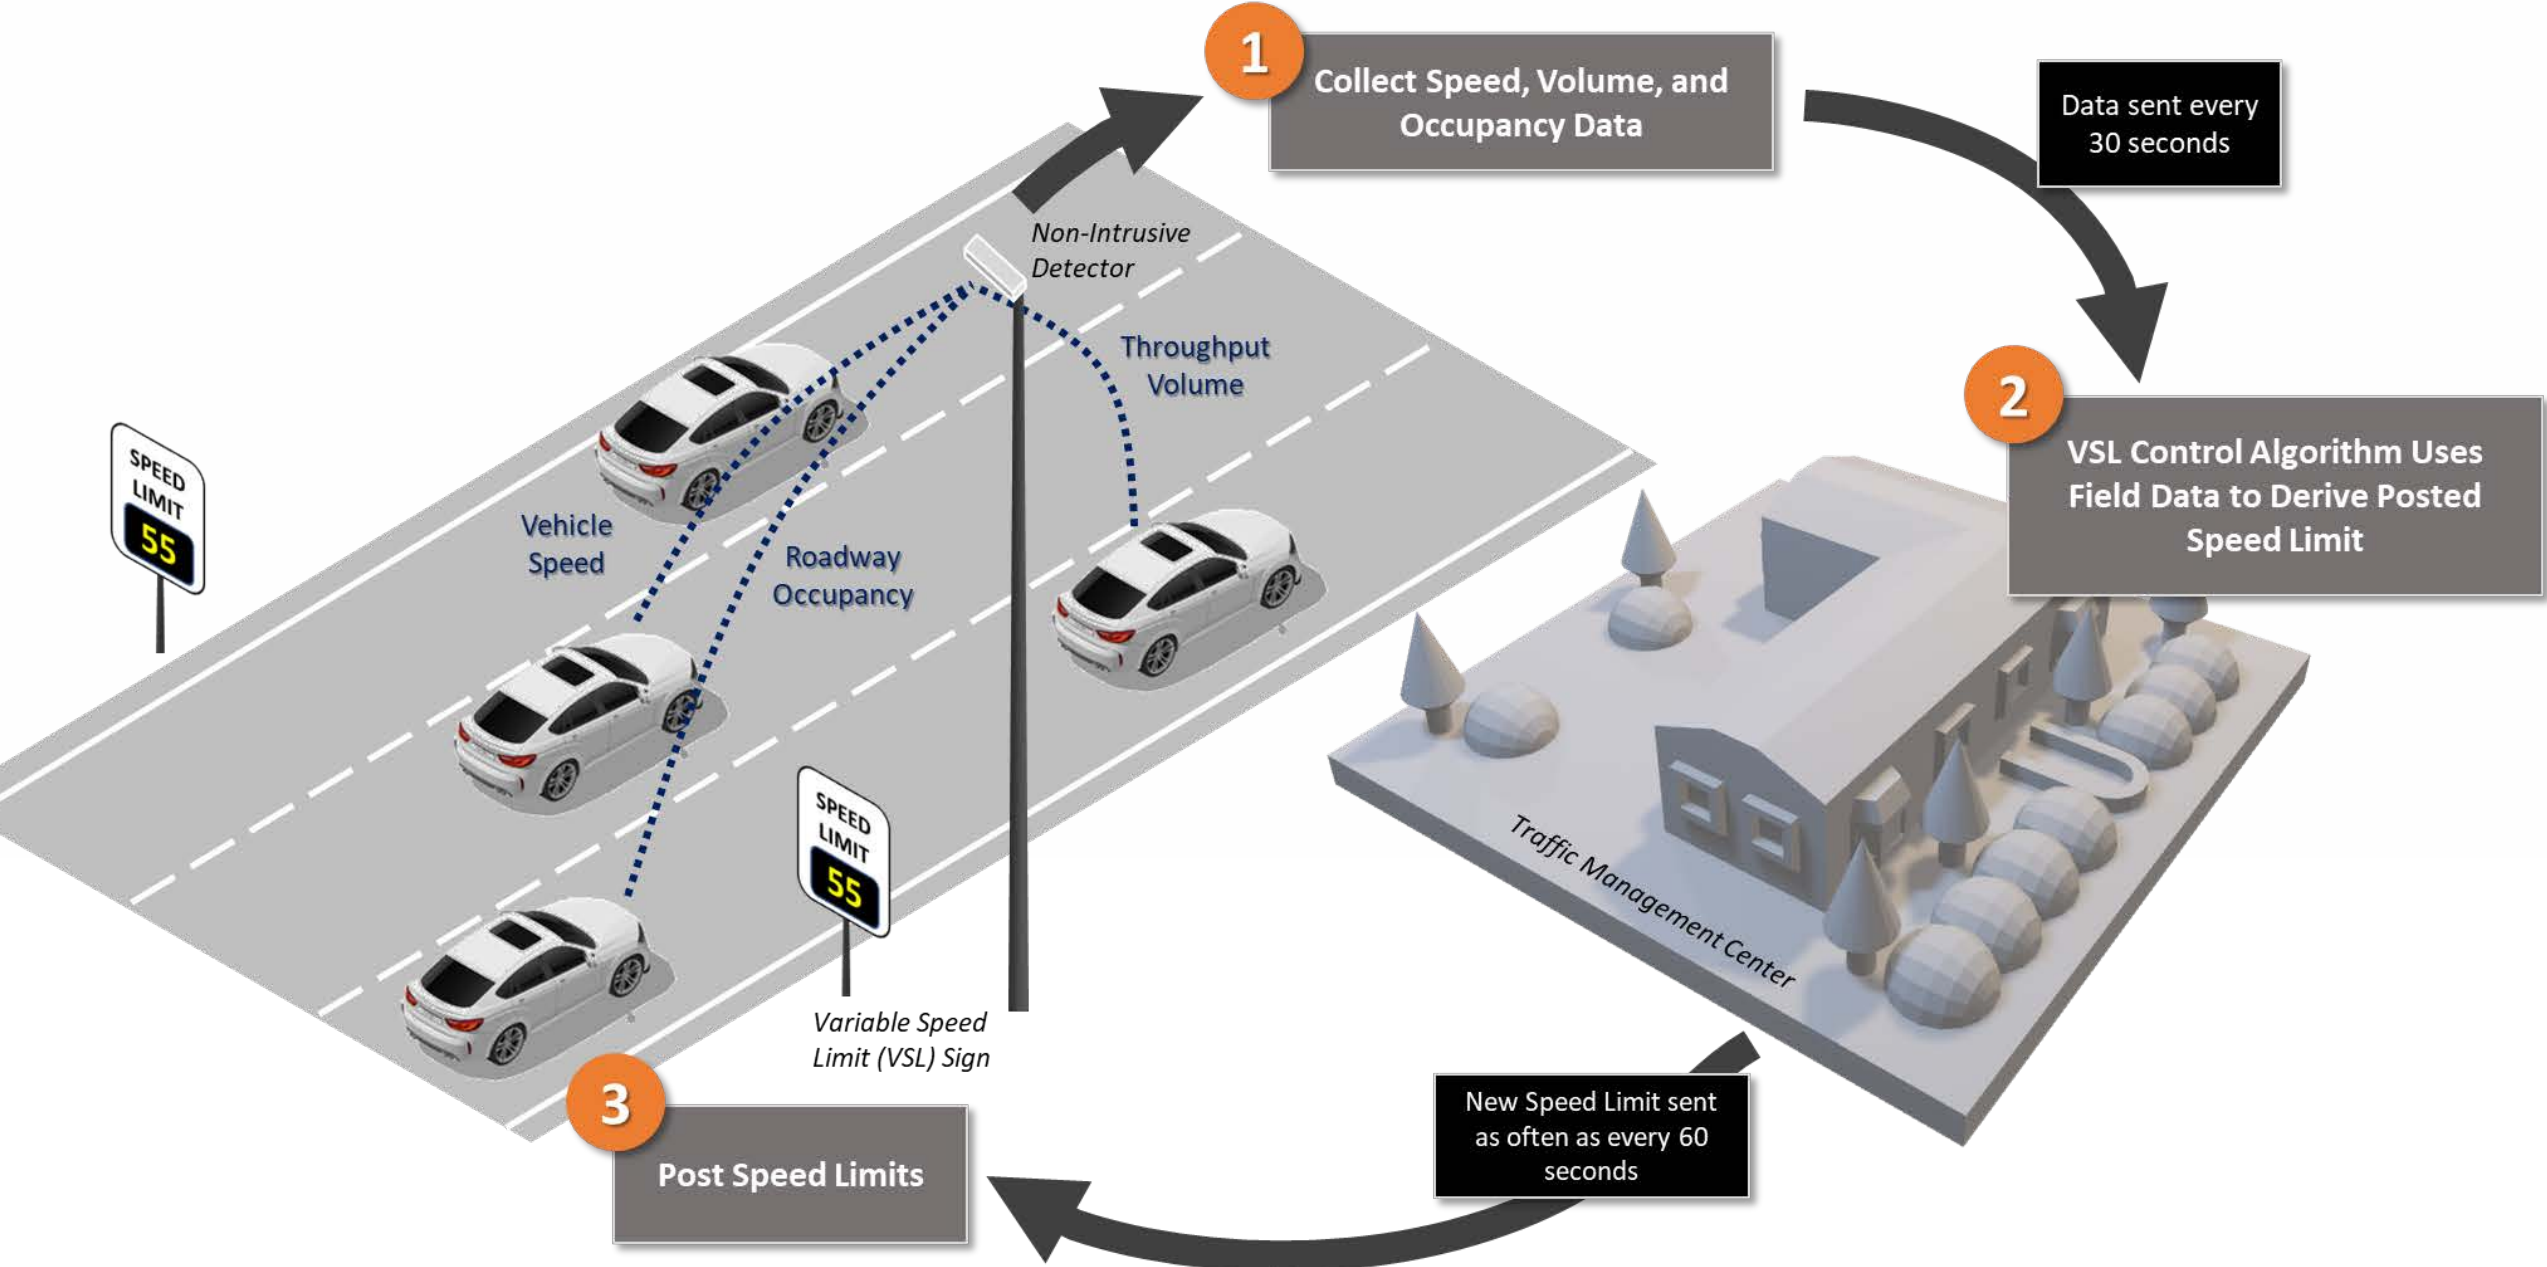 1
Collect Speed, Volume, and
Occupancy Data
Data sent every
30 seconds
Non-Intrusive
Detector
Throughput
Volume
2
VSL Control Algorithm Uses
Field Data to Derive Posted
Speed Limit
SPEED
LIMIT
55
Vehicle
Speed
Roadway
Occupancy
SPEED
LIMIT
55
Variable Speed
Limit (VSL) Sign
Traffic Management Center
3
Post Speed Limits
New Speed Limit sent
as often as every 60
seconds